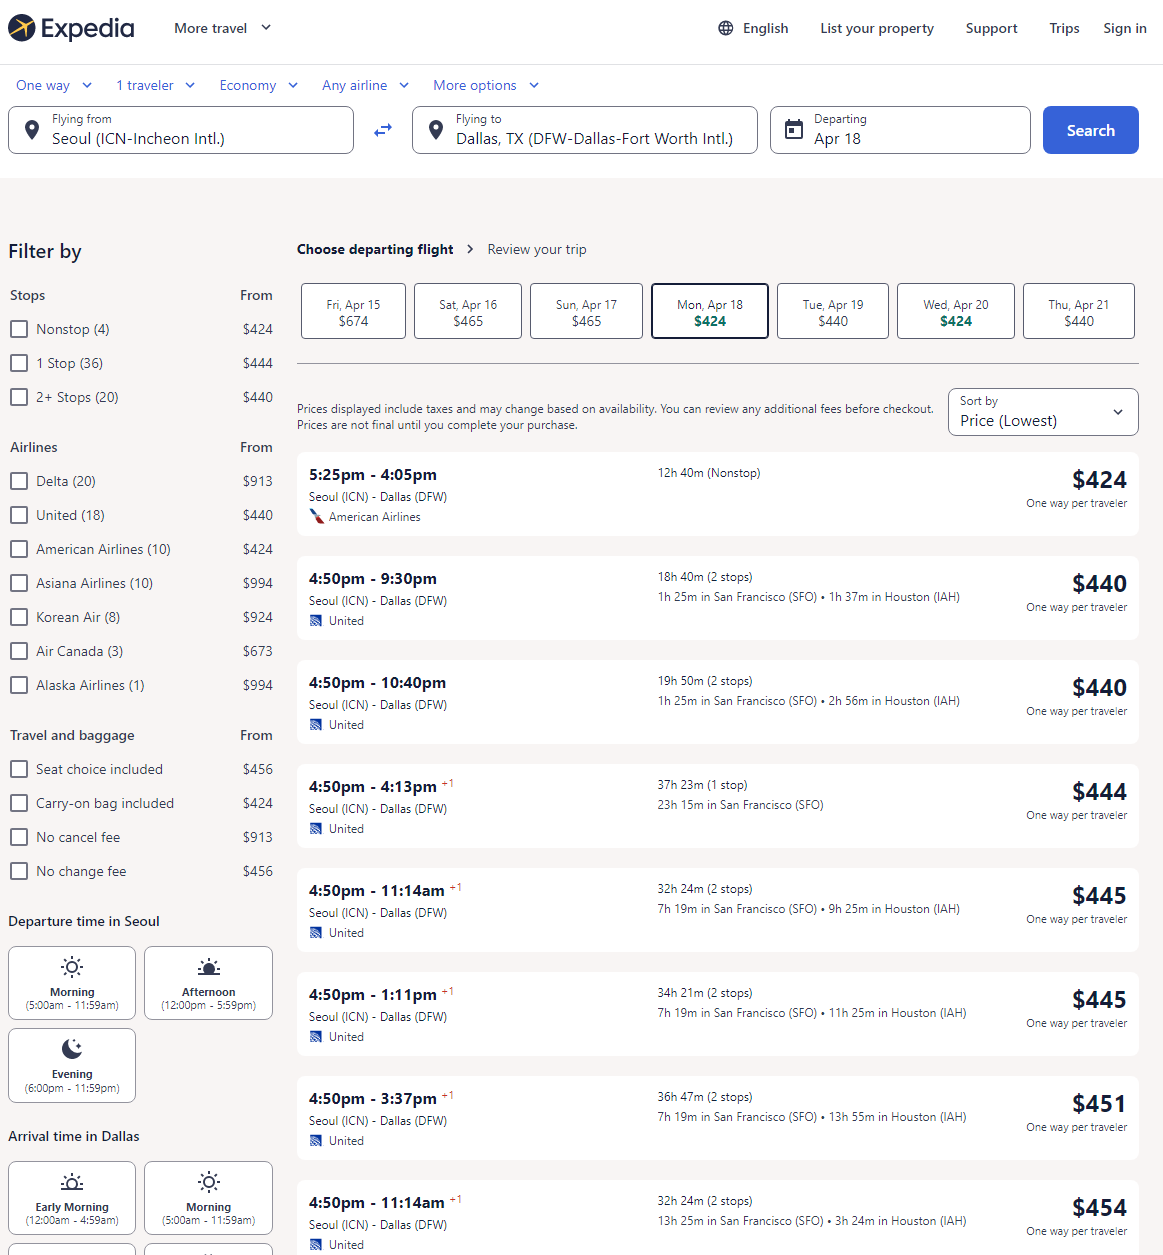 Expedia
More travel
English
List your property
Support
Trips
Sign in
One way
1 traveler
Economy
Any airline
More options
Flying from
Seoul (ICN-Incheon Intl.)
Flying to
Dallas, TX (DFW-Dallas-Fort Worth Intl.)
Departing
Apr 18
Search
Filter by
Stops From
Nonstop (4) $424
1 Stop (36) $444
2+ Stops (20) $440
Airlines From
Delta (20) $913
United (18) $440
American Airlines (10) $424
Asiana Airlines (10) $994
Korean Air (8) $924
Air Canada (3) $673
Alaska Airlines (1) $994
Travel and baggage From
Seat choice included $456
Carry-on bag included $424
No cancel fee $913
No change fee $456
Departure time in Seoul
Morning
(5:00am - 11:59am)
Afternoon
(12:00pm - 5:59pm)
Evening
(6:00pm - 11:59pm)
Arrival time in Dallas
Early Morning
(12:00am - 4:59am)
Morning
(5:00am - 11:59am)
Choose departing flight
Review your trip
Fri, Apr 15
$674
Sat, Apr 16
$465
Sun, Apr 17
$465
Mon, Apr 18
$424
Tue, Apr 19
$440
Wed, Apr 20
$424
Thu, Apr 21
$440
Prices displayed include taxes and may change based on availability. You can review any additional fees before checkout.
Prices are not final until you complete your purchase.
Sort by
Price (Lowest)
5:25pm - 4:05pm
Seoul (ICN) - Dallas (DFW)
American Airlines
12h 40m (Nonstop)
$424
One way per traveler
4:50pm - 9:30pm
Seoul (ICN) - Dallas (DFW)
United
18h 40m (2 stops)
1h 25m in San Francisco (SFO) • 1h 37m in Houston (IAH)
$440
One way per traveler
4:50pm - 10:40pm
Seoul (ICN) - Dallas (DFW)
United
19h 50m (2 stops)
1h 25m in San Francisco (SFO) • 2h 56m in Houston (IAH)
$440
One way per traveler
4:50pm - 4:13pm +1
Seoul (ICN) - Dallas (DFW)
United
37h 23m (1 stop)
23h 15m in San Francisco (SFO)
$444
One way per traveler
4:50pm - 11:14am +1
Seoul (ICN) - Dallas (DFW)
United
32h 24m (2 stops)
7h 19m in San Francisco (SFO) • 9h 25m in Houston (IAH)
$445
One way per traveler
4:50pm - 1:11pm +1
Seoul (ICN) - Dallas (DFW)
United
34h 21m (2 stops)
7h 19m in San Francisco (SFO) • 11h 25m in Houston (IAH)
$445
One way per traveler
4:50pm - 3:37pm +1
Seoul (ICN) - Dallas (DFW)
United
36h 47m (2 stops)
7h 19m in San Francisco (SFO) • 13h 55m in Houston (IAH)
$451
One way per traveler
4:50pm - 11:14am +1
Seoul (ICN) - Dallas (DFW)
United
32h 24m (2 stops)
13h 25m in San Francisco (SFO) • 3h 24m in Houston (IAH)
$454
One way per traveler